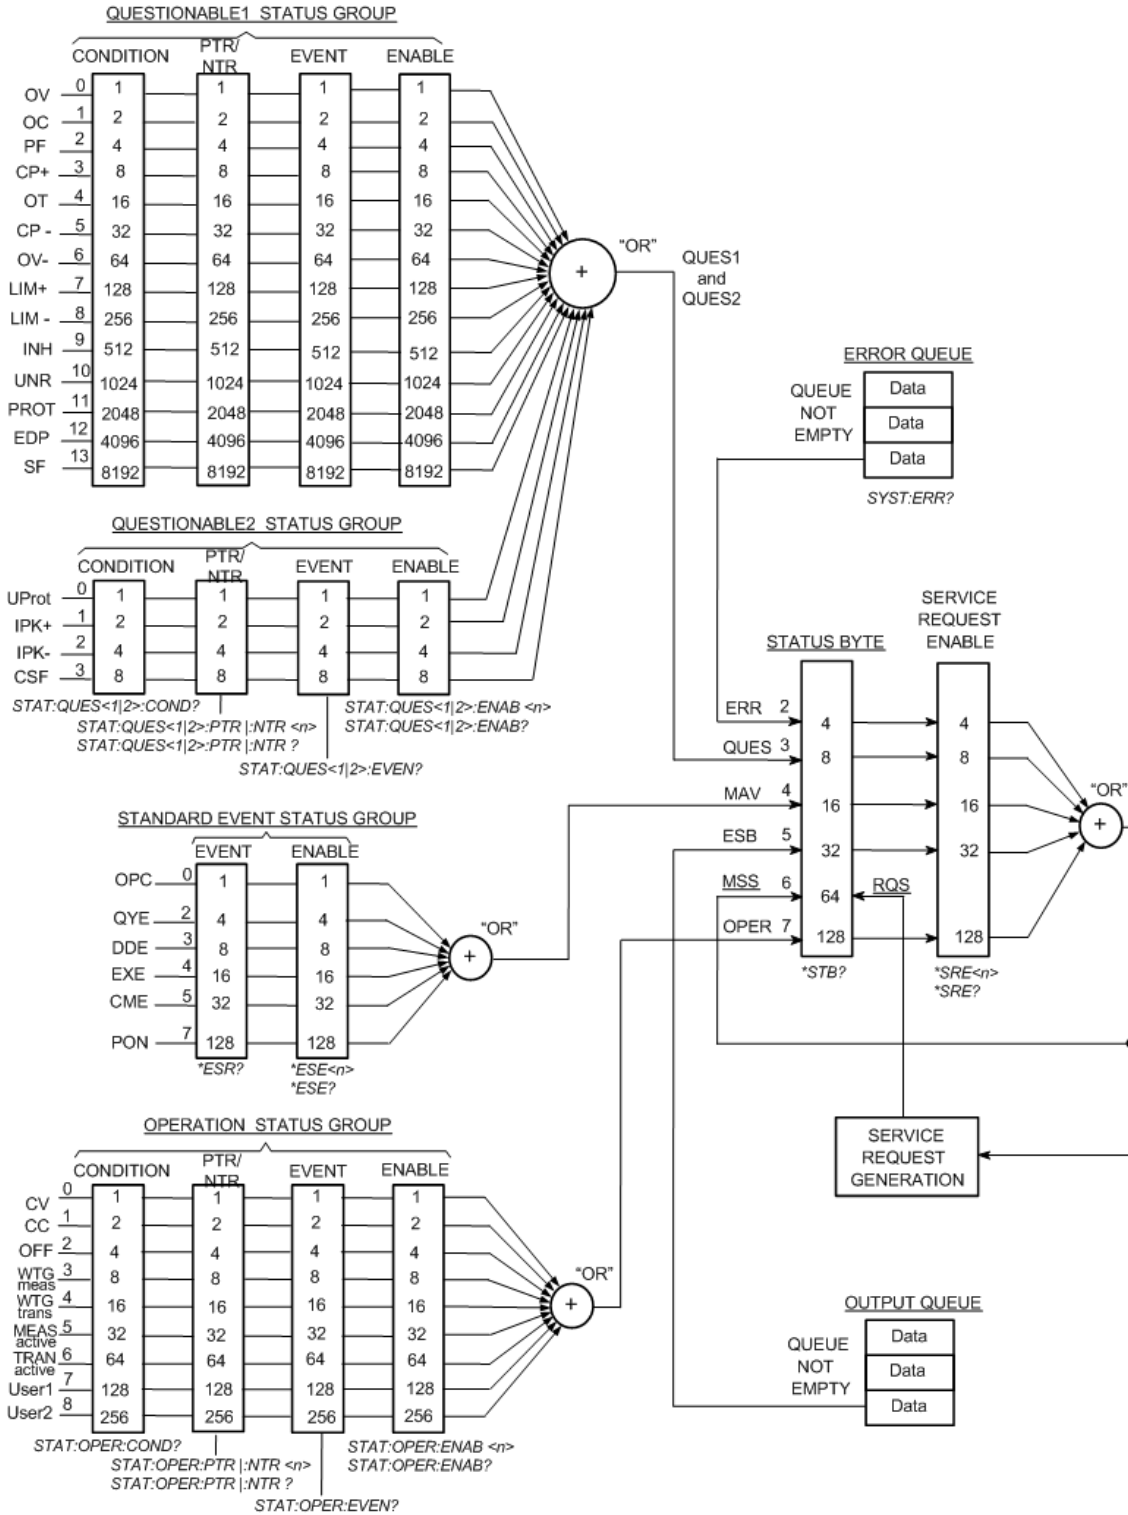 QUESTIONABLE1 STATUS GROUP
CONDITION PTR/ NTR EVENT ENABLE
OV 0 1 1 1 1
OC 1 2 2 2 2
PF 2 4 4 4 4
CP+ 3 8 8 8 8
OT 4 16 16 16 16
CP - 5 32 32 32 32
OV- 6 64 64 64 64
LIM+ 7 128 128 128 128
LIM - 8 256 256 256 256
INH 9 512 512 512 512
UNR 10 1024 1024 1024 1024
PROT 11 2048 2048 2048 2048
EDP 12 4096 4096 4096 4096
SF 13 8192 8192 8192 8192
+
"OR"
QUES1
and
QUES2
QUESTIONABLE2 STATUS GROUP
CONDITION PTR/ NTR EVENT ENABLE
UProt 0 1 1 1 1
IPK+ 1 2 2 2 2
IPK- 2 4 4 4 4
CSF 3 8 8 8 8
STAT:QUES<1|2>:COND?
STAT:QUES<1|2>:PTR |:NTR <n>
STAT:QUES<1|2>:PTR |:NTR ?
STAT:QUES<1|2>:EVEN?
STAT:QUES<1|2>:ENAB <n>
STAT:QUES<1|2>:ENAB?
ERROR QUEUE
QUEUE
NOT
EMPTY
Data
Data
Data
SYST:ERR?
STATUS BYTE
SERVICE
REQUEST
ENABLE
ERR 2 4 4
QUES 3 8 8
MAV 4 16 16
ESB 5 32 32
MSS 6 64 RQS
OPER 7 128 128
*STB?
*SRE<n>
*SRE?
"OR"
+
STANDARD EVENT STATUS GROUP
EVENT ENABLE
OPC 0 1 1
QYE 2 4 4
DDE 3 8 8
EXE 4 16 16
CME 5 32 32
PON 7 128 128
*ESR?
*ESE<n>
*ESE?
"OR"
+
SERVICE
REQUEST
GENERATION
OPERATION STATUS GROUP
CONDITION PTR/ NTR EVENT ENABLE
CV 0 1 1 1 1
CC 1 2 2 2 2
OFF 2 4 4 4 4
WTG meas 3 8 8 8 8
WTG trans 4 16 16 16 16
MEAS active 5 32 32 32 32
TRAN active 6 64 64 64 64
User1 7 128 128 128 128
User2 8 256 256 256 256
STAT:OPER:COND?
STAT:OPER:PTR |:NTR <n>
STAT:OPER:PTR |:NTR ?
STAT:OPER:EVEN?
STAT:OPER:ENAB <n>
STAT:OPER:ENAB?
"OR"
+
OUTPUT QUEUE
QUEUE
NOT
EMPTY
Data
Data
Data